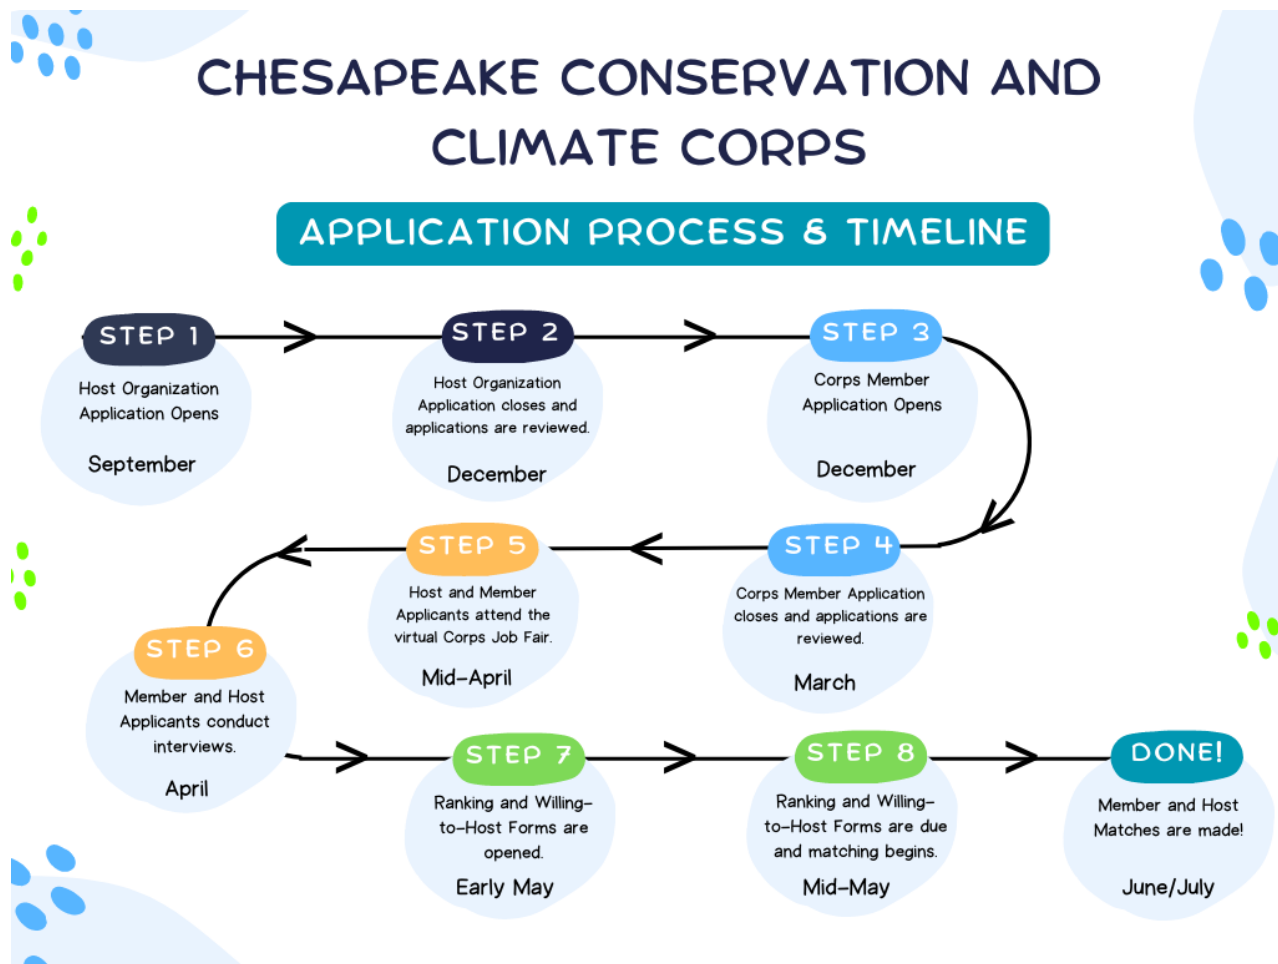 CHESAPEAKE CONSERVATION AND
CLIMATE CORPS
APPLICATION PROCESS & TIMELINE
STEP 1
Host Organization
Application Opens
September
STEP 2
Host Organization
Application closes and
applications are reviewed.
December
STEP 3
Corps Member
Application Opens
December
STEP 4
Corps Member Application
closes and applications are
reviewed.
March
STEP 5
Host and Member
Applicants attend the
virtual Corps Job Fair.
Mid-April
STEP 6
Member and Host
Applicants conduct
interviews.
April
STEP 7
Ranking and Willing-
to-Host Forms are
opened.
Early May
STEP 8
Ranking and Willing-
to-Host Forms are due
and matching begins.
Mid-May
DONE!
Member and Host
Matches are made!
June/July